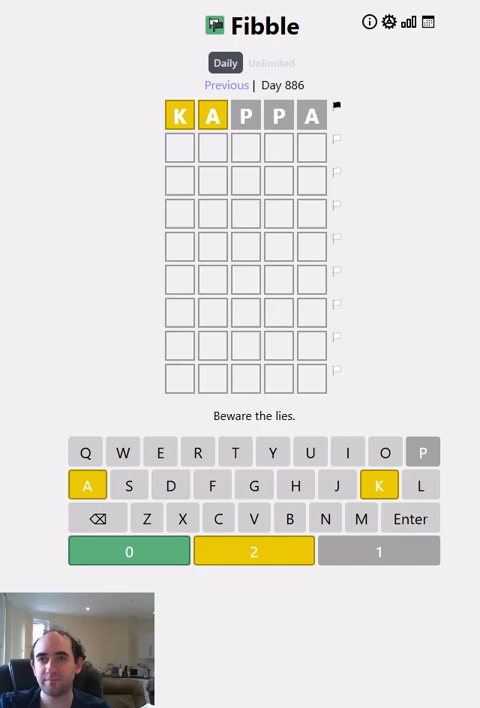 Fibble
Daily Unlimited
Previous | Day 886
K A P P A
Beware the lies.
Q W E R T Y U I O P
A S D F G H J K L
⌫ Z X C V B N M Enter
0 2 1